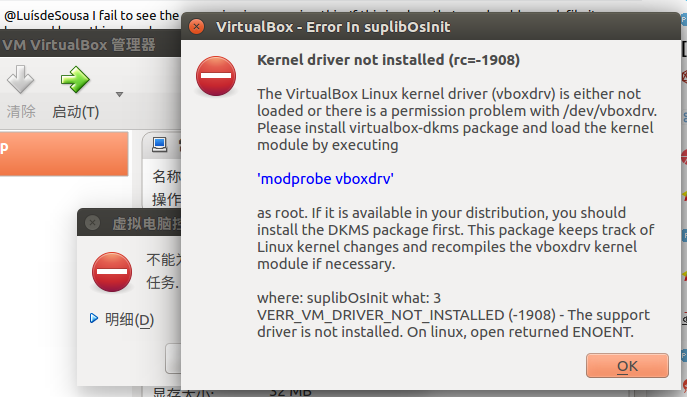 @LuísdeSousa I fail to see the
VM VirtualBox 管理器
清除
启动(T)
p
名称
操作
虚拟电脑控
不能为
任务.
明细(D)
显存大小:
32 MB
VirtualBox - Error In suplibOsInit
Kernel driver not installed (rc=-1908)
The VirtualBox Linux kernel driver (vboxdrv) is either not
loaded or there is a permission problem with /dev/vboxdrv.
Please install virtualbox-dkms package and load the kernel
module by executing
'modprobe vboxdrv'
as root. If it is available in your distribution, you should
install the DKMS package first. This package keeps track of
Linux kernel changes and recompiles the vboxdrv kernel
module if necessary.
where: suplibOsInit what: 3
VERR_VM_DRIVER_NOT_INSTALLED (-1908) - The support
driver is not installed. On linux, open returned ENOENT.
OK